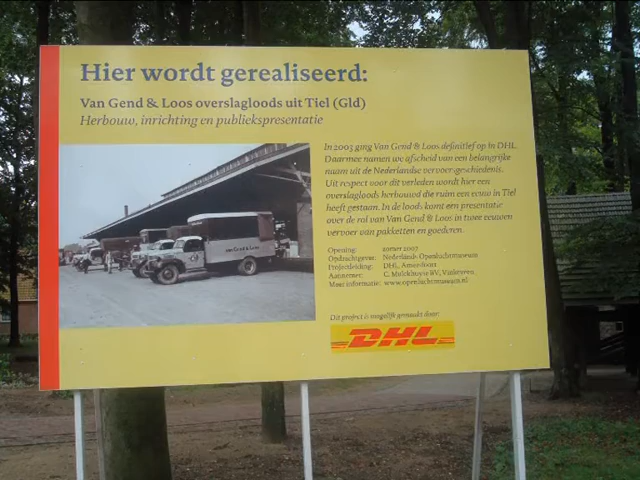 Hier wordt gerealiseerd:
Van Gend & Loos overslagloods uit Tiel (Gld)
Herbouw, inrichting en publiekspresentatie
In 2003 ging Van Gend & Loos definitief op in DHL.
Daarmee namen we afscheid van een belangrijke
naam uit de Nederlandse vervoersgeschiedenis.
Uit respect voor dit verleden wordt hier een
overslagloods herbouwd die ruim een eeuw in Tiel
heeft gestaan. In de loods komt een presentatie
over de rol van Van Gend & Loos in twee eeuwen
vervoer van pakketten en goederen.
Opening: zomer 2007
Opdrachtgever: Nederlands Openluchtmuseum
Projectleiding: DHL, Amersfoort
Aannemer: C. BV,
Meer informatie: www.openluchtmuseum.nl
Dit project is mogelijk gemaakt door:
DHL
VAN GEND & LOOS